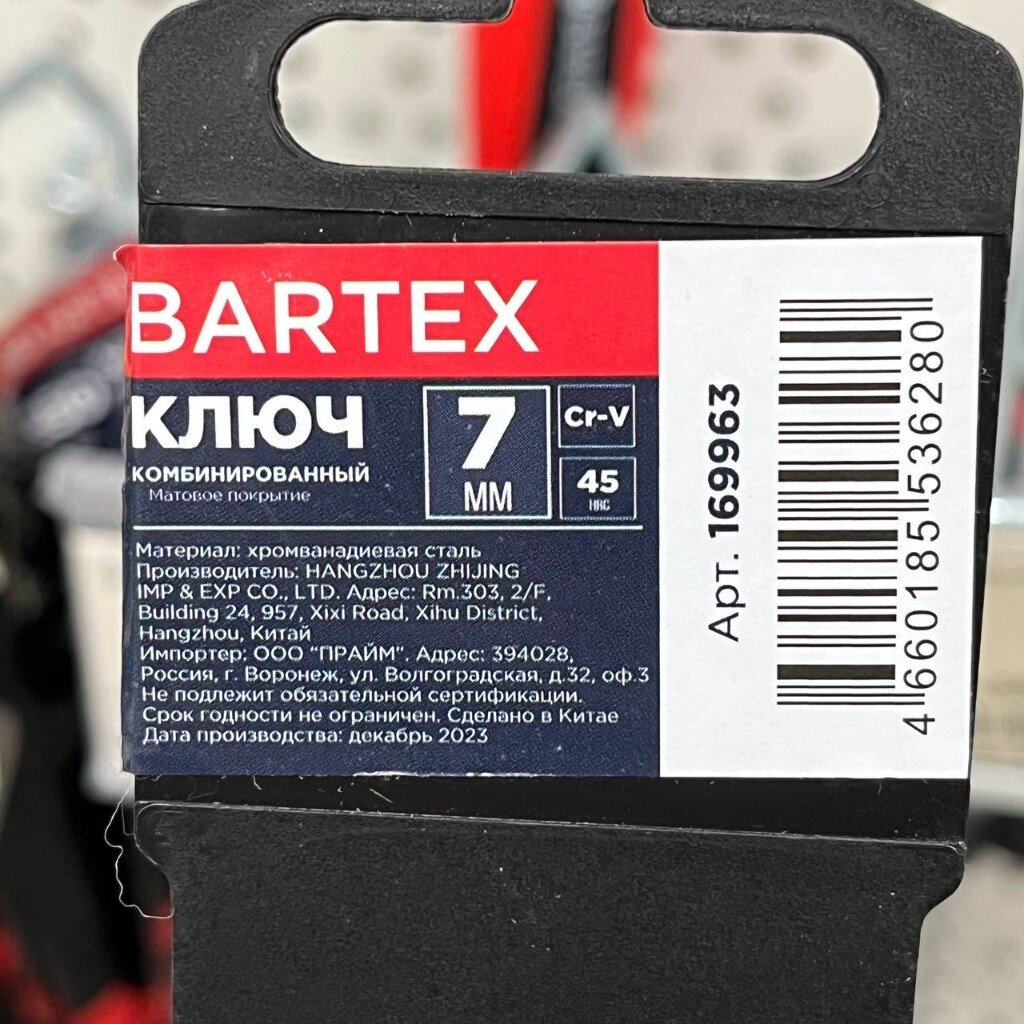 BARTEX
КЛЮЧ
КОМБИНИРОВАННЫЙ
Матовое покрытие
7
ММ
Cr-V
45
HRC
Материал: хромванадиевая сталь
Производитель: HANGZHOU ZHIJING
IMP & EXP CO., LTD. Адрес: Rm.303, 2/F,
Building 24, 957, Xixi Road, Xihu District,
Hangzhou, Китай
Импортер: ООО "ПРАЙМ". Адрес: 394028,
Россия, г. Воронеж, ул. Волгоградская, д.32, оф.3
Не подлежит обязательной сертификации.
Срок годности не ограничен. Сделано в Китае
Дата производства: декабрь 2023
Арт. 169963
4 660185 536280